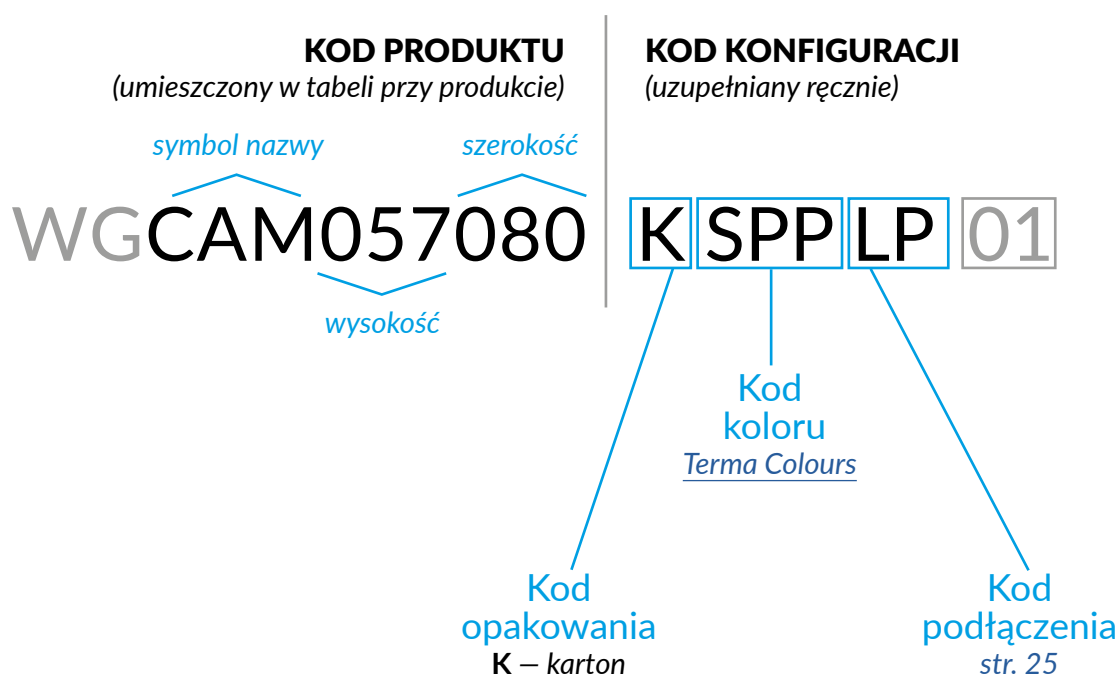 KOD PRODUKTU
(umieszczony w tabeli przy produkcie)
KOD KONFIGURACJI
(uzupełniany ręcznie)
symbol nazwy
szerokość
WGCAM057080 K SPP LP 01
wysokość
Kod
koloru
Terma Colours
Kod
opakowania
K – karton
Kod
podłączenia
str. 25